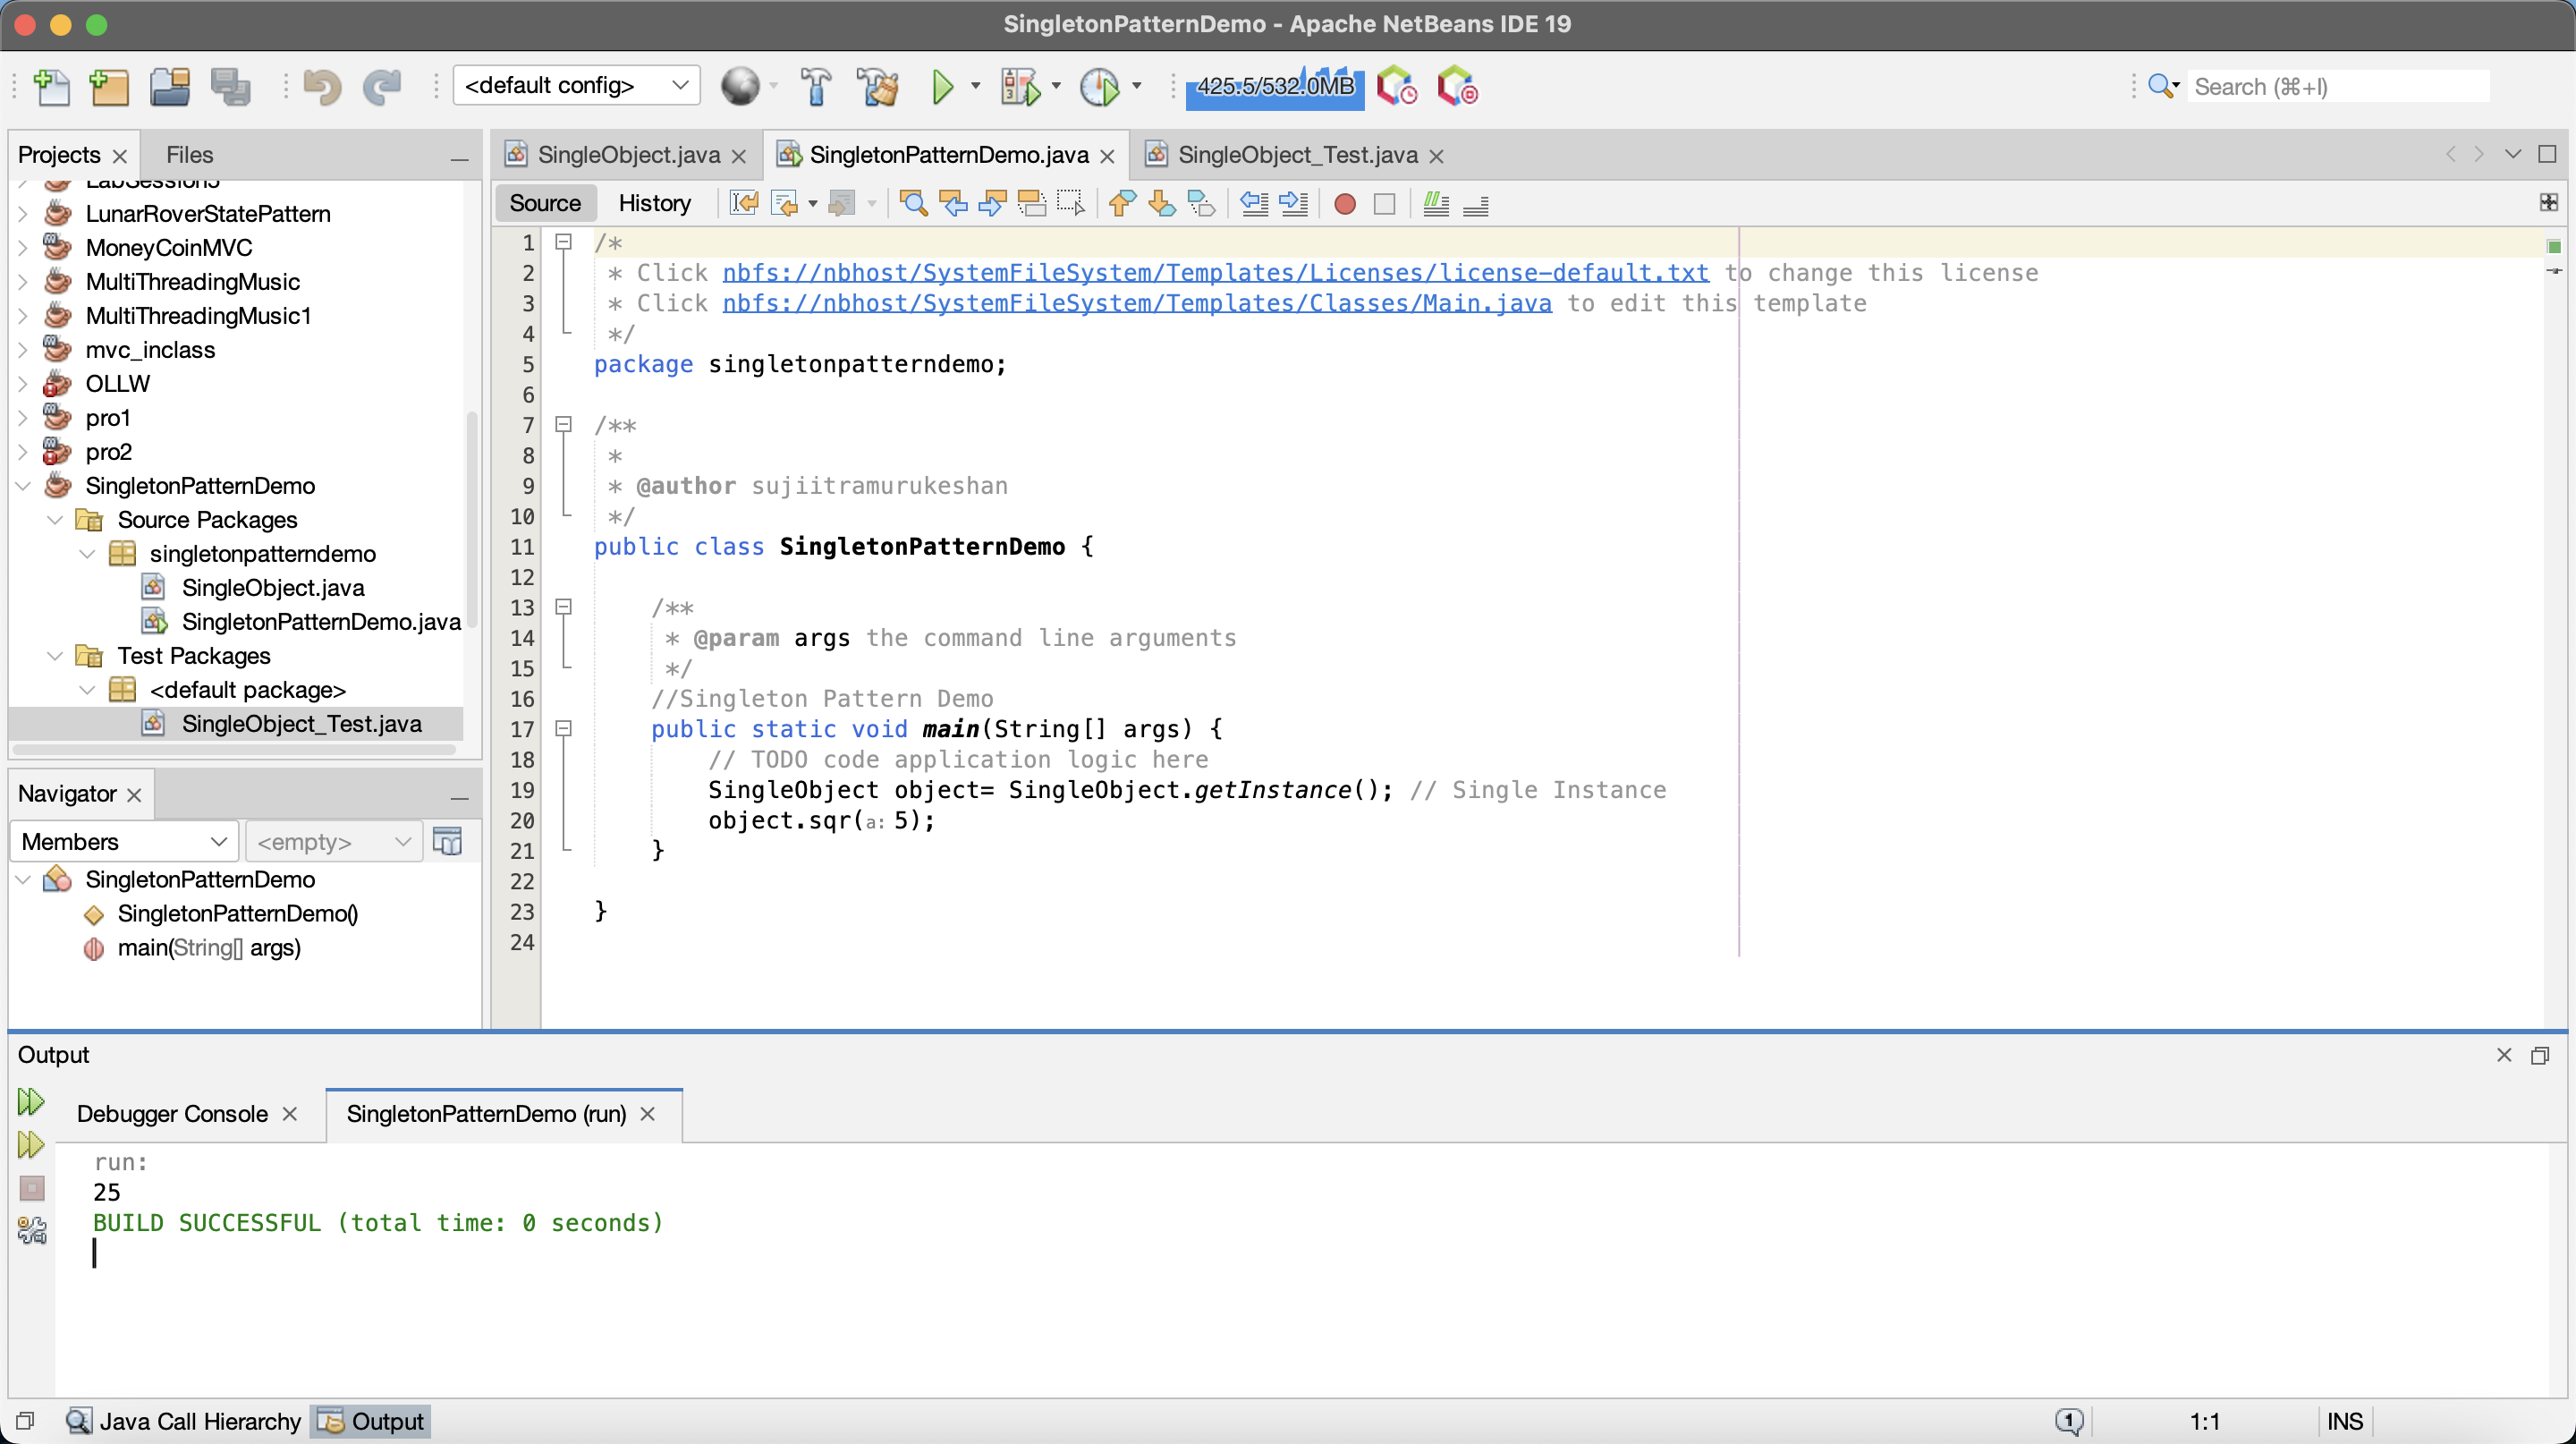 SingletonPatternDemo - Apache NetBeans IDE 19
<default config>
425.5/532.0MB
Search (⌘+I)
Projects
Files
LabSession3
LunarRoverStatePattern
MoneyCoinMVC
MultiThreadingMusic
MultiThreadingMusic1
mvc_inclass
OLLW
pro1
pro2
SingletonPatternDemo
Source Packages
singletonpatterndemo
SingleObject.java
SingletonPatternDemo.java
Test Packages
<default package>
SingleObject_Test.java
Navigator
Members
<empty>
SingletonPatternDemo
SingletonPatternDemo()
main(String[] args)
SingleObject.java
SingletonPatternDemo.java
SingleObject_Test.java
Source
History
1 /*
2 * Click nbfs://nbhost/SystemFileSystem/Templates/Licenses/license-default.txt to change this license
3 * Click nbfs://nbhost/SystemFileSystem/Templates/Classes/Main.java to edit this template
4 */
5 package singletonpatterndemo;
6
7 /**
8 *
9 * @author sujiitramurukeshan
10 */
11 public class SingletonPatternDemo {
12
13 /**
14 * @param args the command line arguments
15 */
16 //Singleton Pattern Demo
17 public static void main(String[] args) {
18 // TODO code application logic here
19 SingleObject object= SingleObject.getInstance(); // Single Instance
20 object.sqr(a: 5);
21 }
22
23 }
24
Output
Debugger Console
SingletonPatternDemo (run)
run:
25
BUILD SUCCESSFUL (total time: 0 seconds)
Java Call Hierarchy
Output
1
1:1
INS